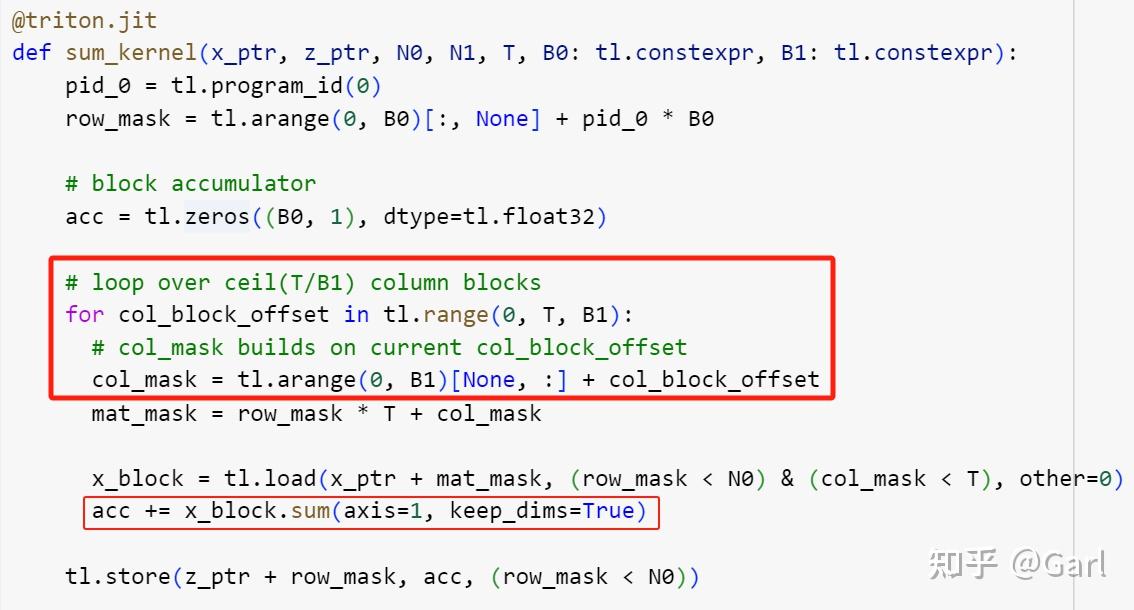 @triton.jit
def sum_kernel(x_ptr, z_ptr, N0, N1, T, B0: tl.constexpr, B1: tl.constexpr):
    pid_0 = tl.program_id(0)
    row_mask = tl.arange(0, B0)[:, None] + pid_0 * B0

    # block accumulator
    acc = tl.zeros((B0, 1), dtype=tl.float32)

    # loop over ceil(T/B1) column blocks
    for col_block_offset in tl.range(0, T, B1):
      # col_mask builds on current col_block_offset
      col_mask = tl.arange(0, B1)[None, :] + col_block_offset
      mat_mask = row_mask * T + col_mask

      x_block = tl.load(x_ptr + mat_mask, (row_mask < N0) & (col_mask < T), other=0)
      acc += x_block.sum(axis=1, keep_dims=True)

    tl.store(z_ptr + row_mask, acc, (row_mask < N0))
知乎 @Garl